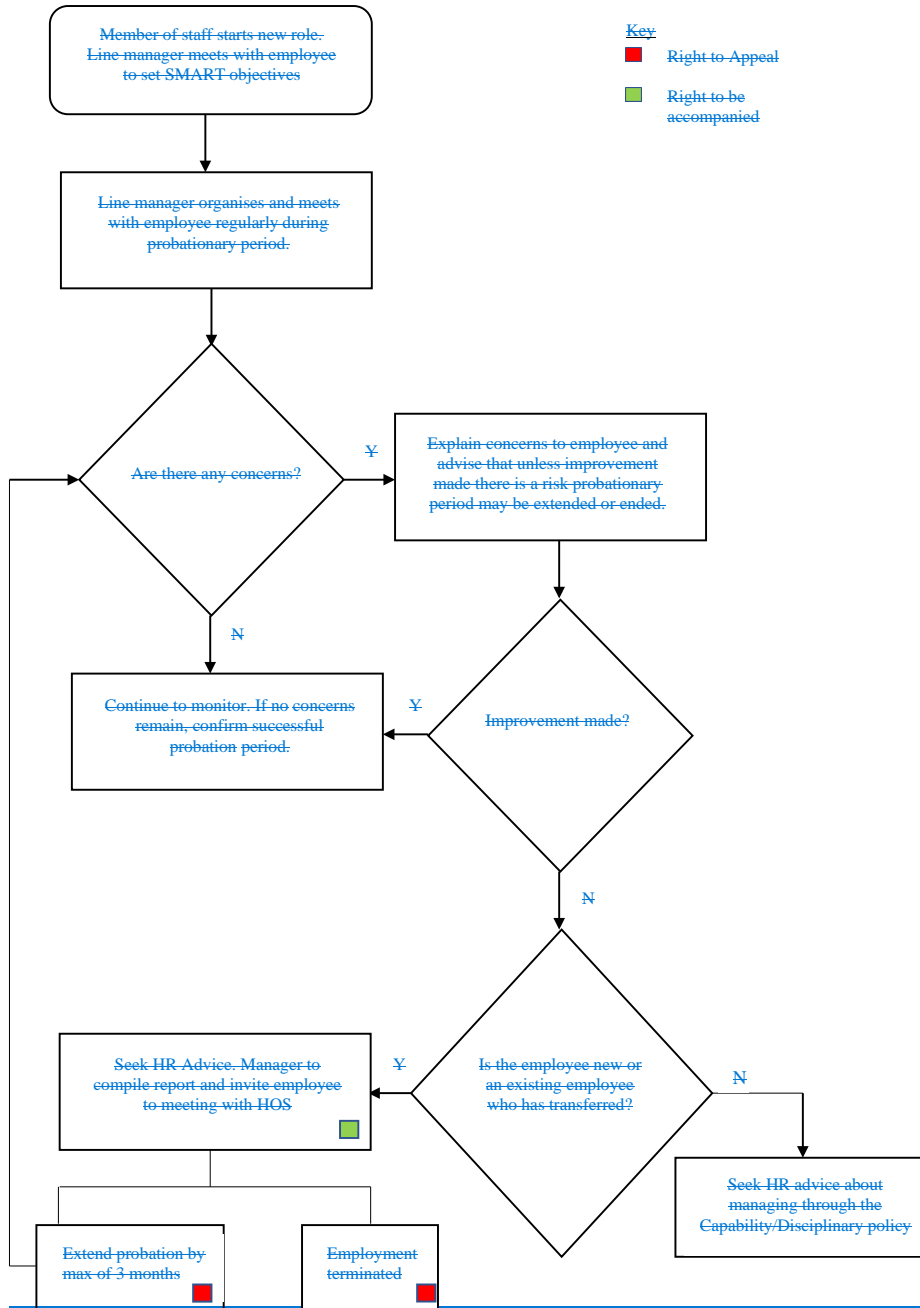 Member of staff starts new role.
Line manager meets with employee
to set SMART objectives
Key
Right to Appeal
Right to be
accompanied
Line manager organises and meets
with employee regularly during
probationary period.
Are there any concerns?
Y
Explain concerns to employee and
advise that unless improvement
made there is a risk probationary
period may be extended or ended.
N
Continue to monitor. If no concerns
remain, confirm successful
probation period.
Y
Improvement made?
N
Seek HR Advice. Manager to
compile report and invite employee
to meeting with HOS
Y
Is the employee new or
an existing employee
who has transferred?
N
Seek HR advice about
managing through the
Capability/Disciplinary policy
Extend probation by
max of 3 months
Employment
terminated